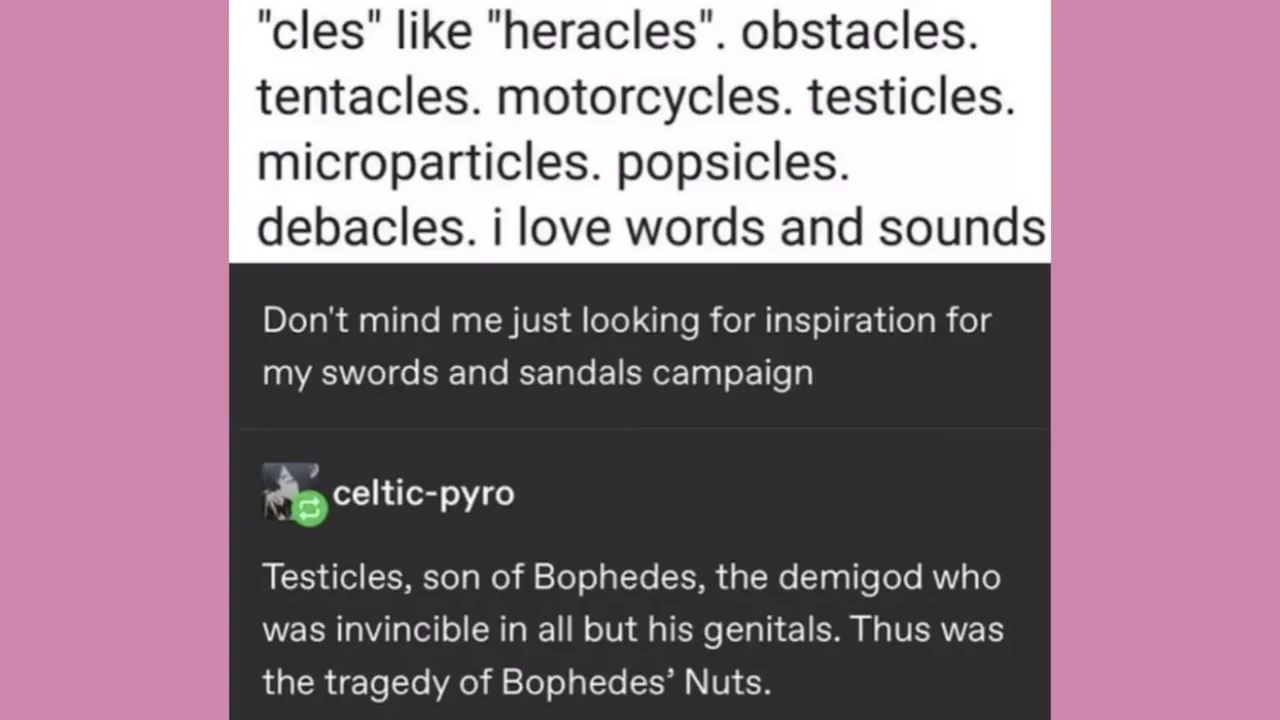 "cles" like "heracles". obstacles.
tentacles. motorcycles. testicles.
microparticles. popsicles.
debacles. i love words and sounds
Don't mind me just looking for inspiration for
my swords and sandals campaign
celtic-pyro
Testicles, son of Bophedes, the demigod who
was invincible in all but his genitals. Thus was
the tragedy of Bophedes’ Nuts.